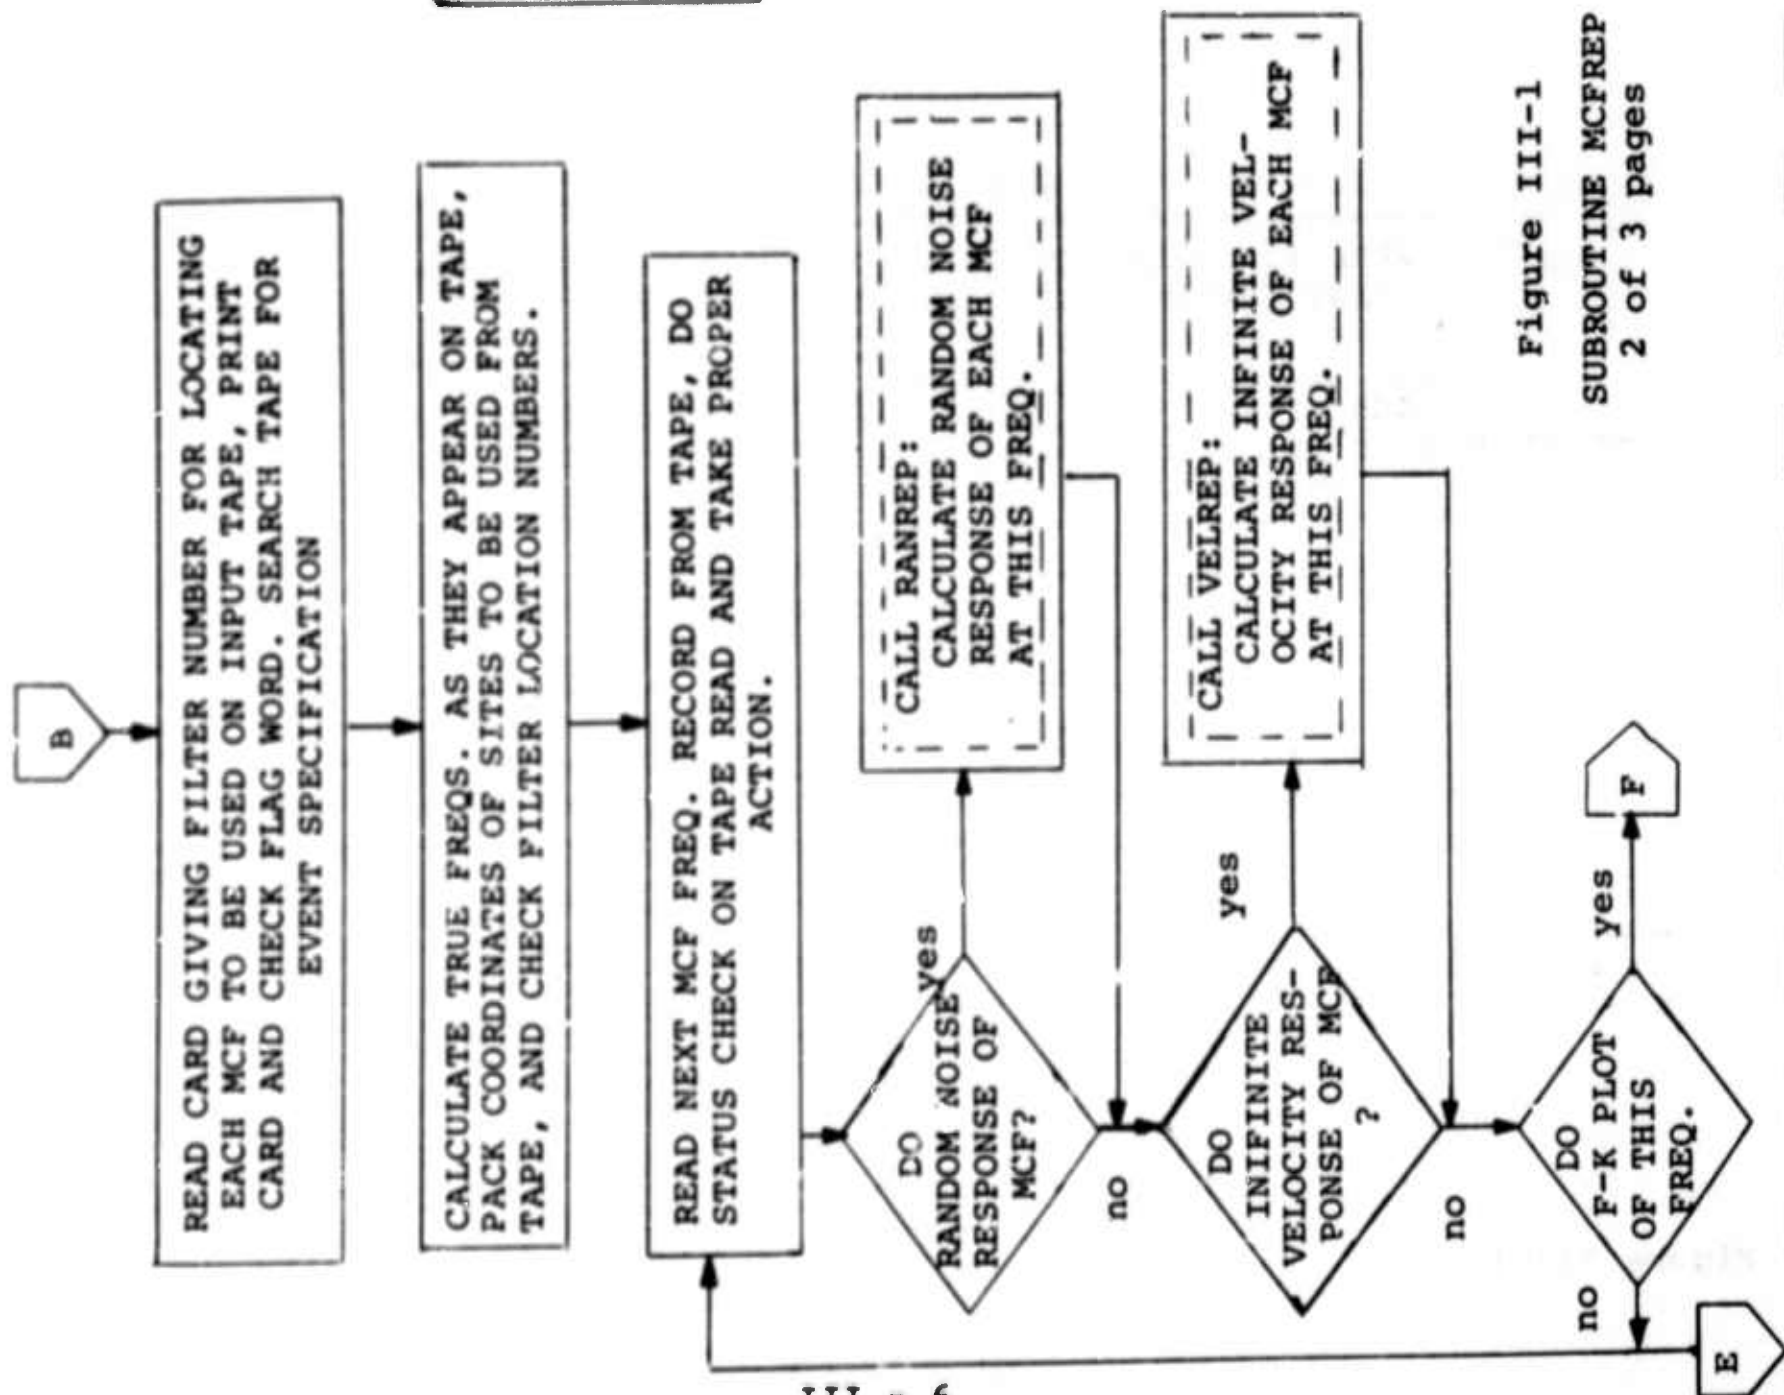 B
READ CARD GIVING FILTER NUMBER FOR LOCATING
EACH MCF TO BE USED ON INPUT TAPE, PRINT
CARD AND CHECK FLAG WORD. SEARCH TAPE FOR
EVENT SPECIFICATION
CALCULATE TRUE FREQS. AS THEY APPEAR ON TAPE,
PACK COORDINATES OF SITES TO BE USED FROM
TAPE, AND CHECK FILTER LOCATION NUMBERS.
READ NEXT MCF FREQ. RECORD FROM TAPE, DO
STATUS CHECK ON TAPE READ AND TAKE PROPER
ACTION.
DO
RANDOM NOISE
RESPONSE OF
MCF?
yes
CALL RANREP:
CALCULATE RANDOM NOISE
RESPONSE OF EACH MCF
AT THIS FREQ.
no
DO
INIFINITE
VELOCITY RES-
PONSE OF MCF
?
yes
CALL VELREP:
CALCULATE INFINITE VEL-
OCITY RESPONSE OF EACH MCF
AT THIS FREQ.
no
DO
F-K PLOT
OF THIS
FREQ.
yes
F
no
E
Figure III-1
SUBROUTINE MCFREP
2 of 3 pages